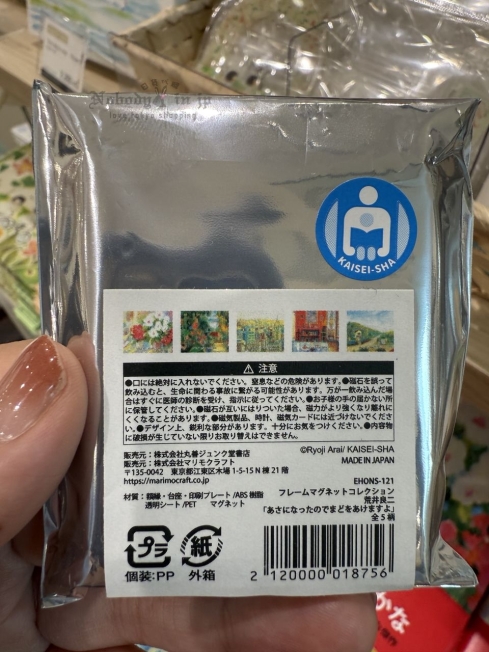 Nobody in jp
love tokyo shopping
KAISEI-SHA
⚠ 注意
●口には絶対に入れないでください。窒息などの危険があります。●磁石を誤って
飲み込むと、生命に関わる事故に繋がる可能性があります。万が一飲み込んだ場
合はすぐに医師の診断を受け、指示に従ってください。●お子様の手の届かない所
に保管してください。●磁石が互いにはりついた場合、磁力がより強くなり離れに
くくなることがあります。●磁気製品、時計、磁気カードには近づけないでくださ
い。●デザイン上、鋭利な部分があります。十分にお気をつけください。●内容物
に破損が生じていない限りお取り替えはできません。
©Ryoji Arai/ KAISEI-SHA
MADE IN JAPAN
販売元：株式会社丸善ジュンク堂書店
発売元：株式会社マリモクラフト
〒135-0042 東京都江東区木場 1-5-15 N 棟 21 階
https://marimocraft.co.jp
EHONS-121
フレームマグネットコレクション
荒井良二
「あさになったのでまどをあけますよ」
全 5 柄
材質：額縁・台座・印刷プレート /ABS 樹脂
透明シート/PET マグネット
プラ
個装:PP
紙
外箱
2 120000 018756
かな